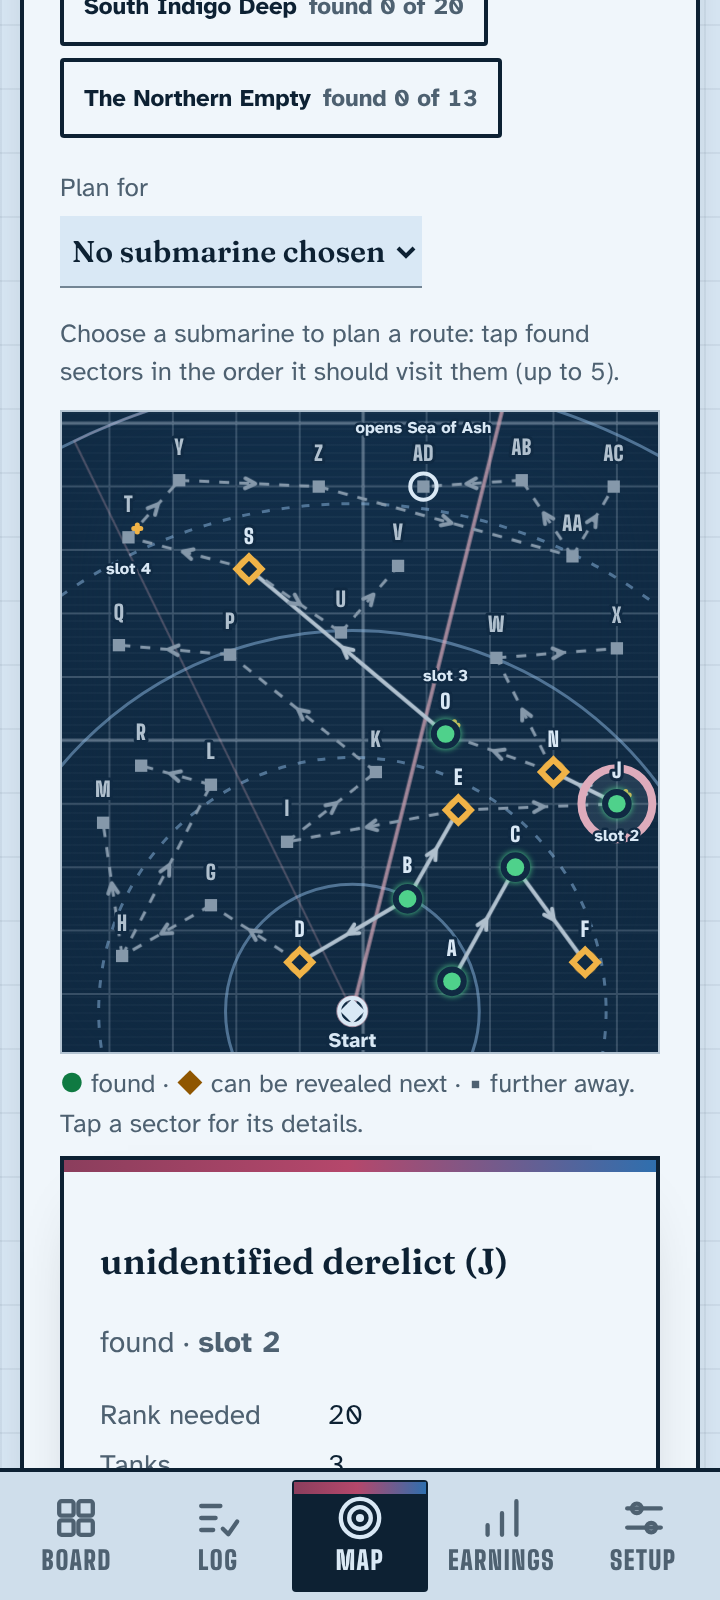 South Indigo Deep found 0 of 20
The Northern Empty found 0 of 13
Plan for
No submarine chosen
Choose a submarine to plan a route: tap found
sectors in the order it should visit them (up to 5).
opens Sea of Ash
Y
Z
AD
AB
AC
T
S
V
AA
slot 4
Q
P
U
W
X
slot 3
O
R
L
K
N
J
M
I
E
slot 2
C
G
B
H
D
A
F
Start
found · can be revealed next · further away.
Tap a sector for its details.
unidentified derelict (J)
found · slot 2
Rank needed 20
Tanks 3
BOARD
LOG
MAP
EARNINGS
SETUP